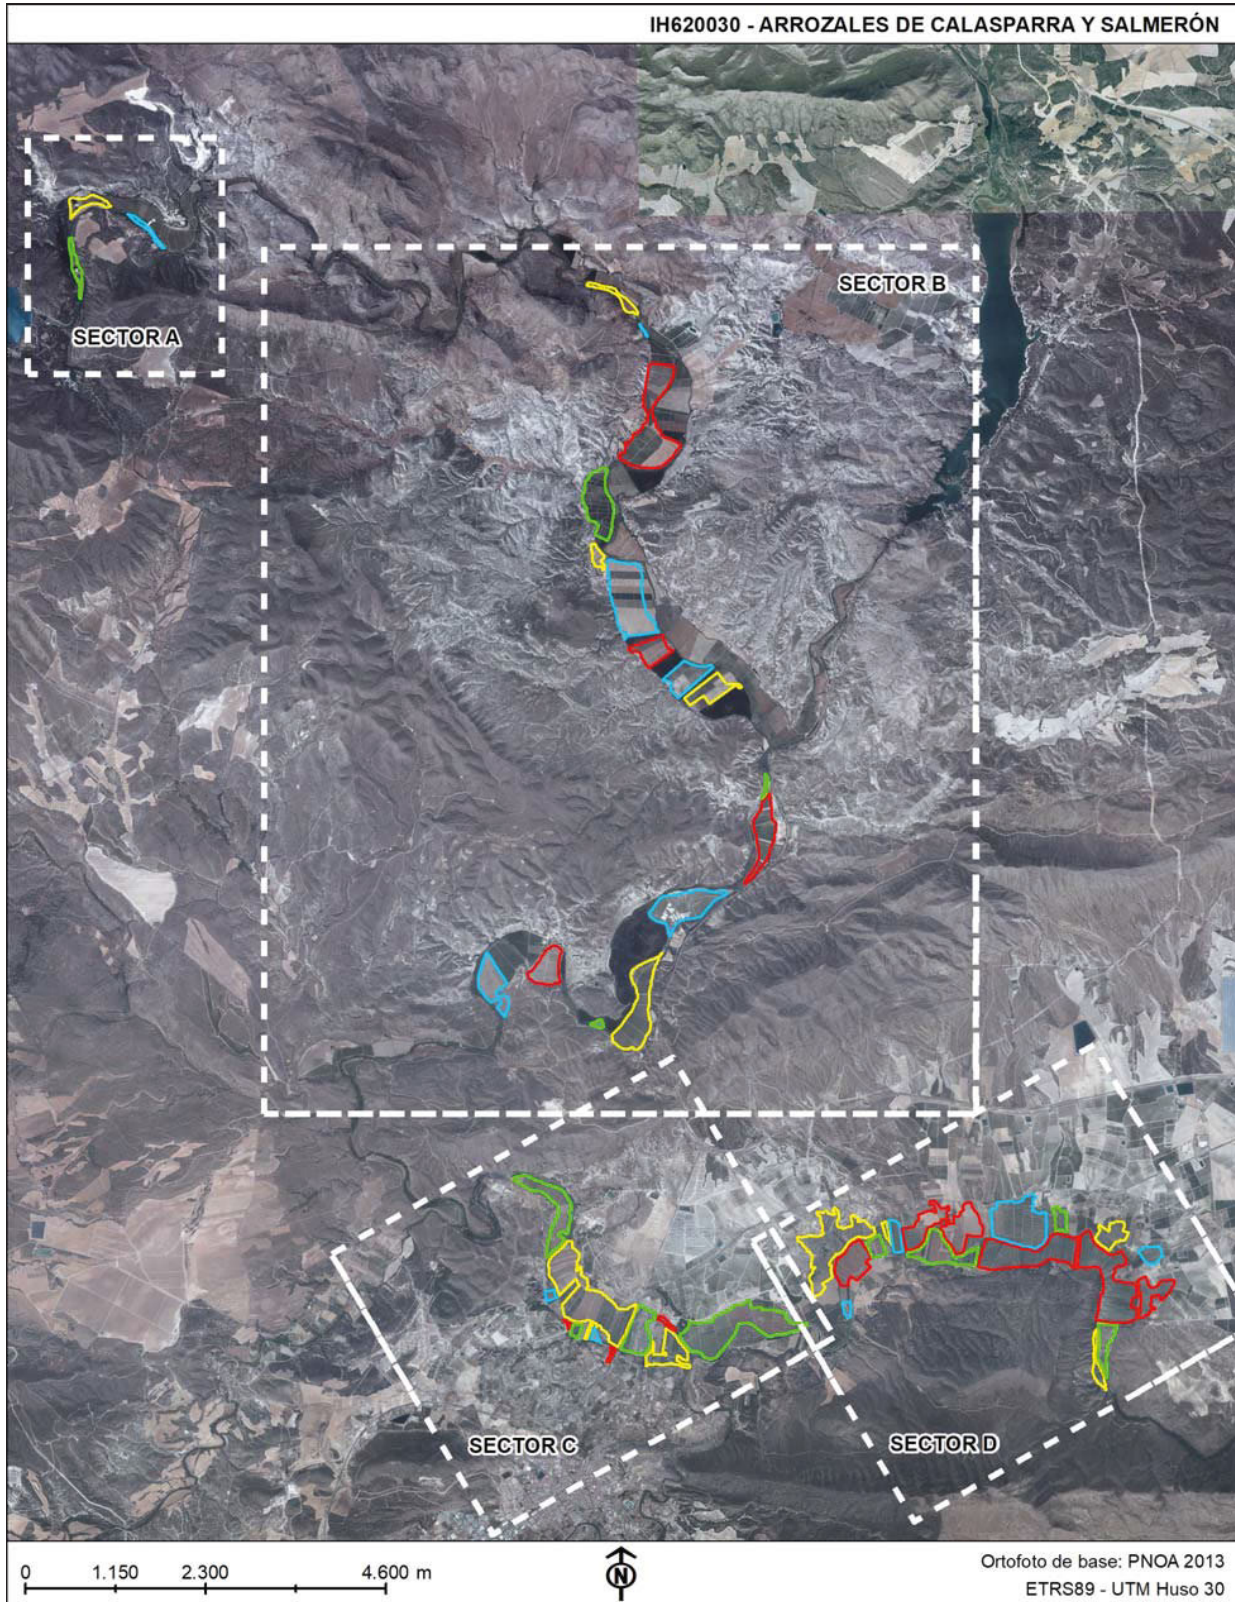 IH620030 - ARROZALES DE CALASPARRA Y SALMERÓN
SECTOR B
SECTOR A
SECTOR C
SECTOR D
0 1.150 2.300 4.600 m
N
Ortofoto de base: PNOA 2013
ETRS89 - UTM Huso 30